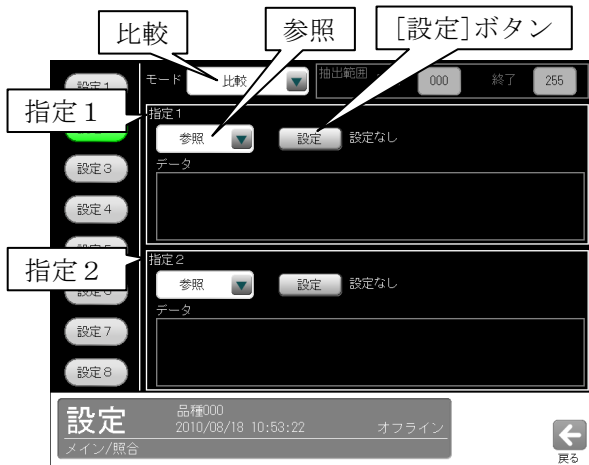 比較
参照
[設定]ボタン
設定1
モード
比較
抽出範囲
000
終了
255
指定１
指定1
参照
設定
設定なし
データ
設定3
設定4
指定２
指定2
参照
設定
設定なし
データ
設定7
設定8
設定
品種000
2010/08/18 10:53:22
オフライン
メイン/照合
戻る